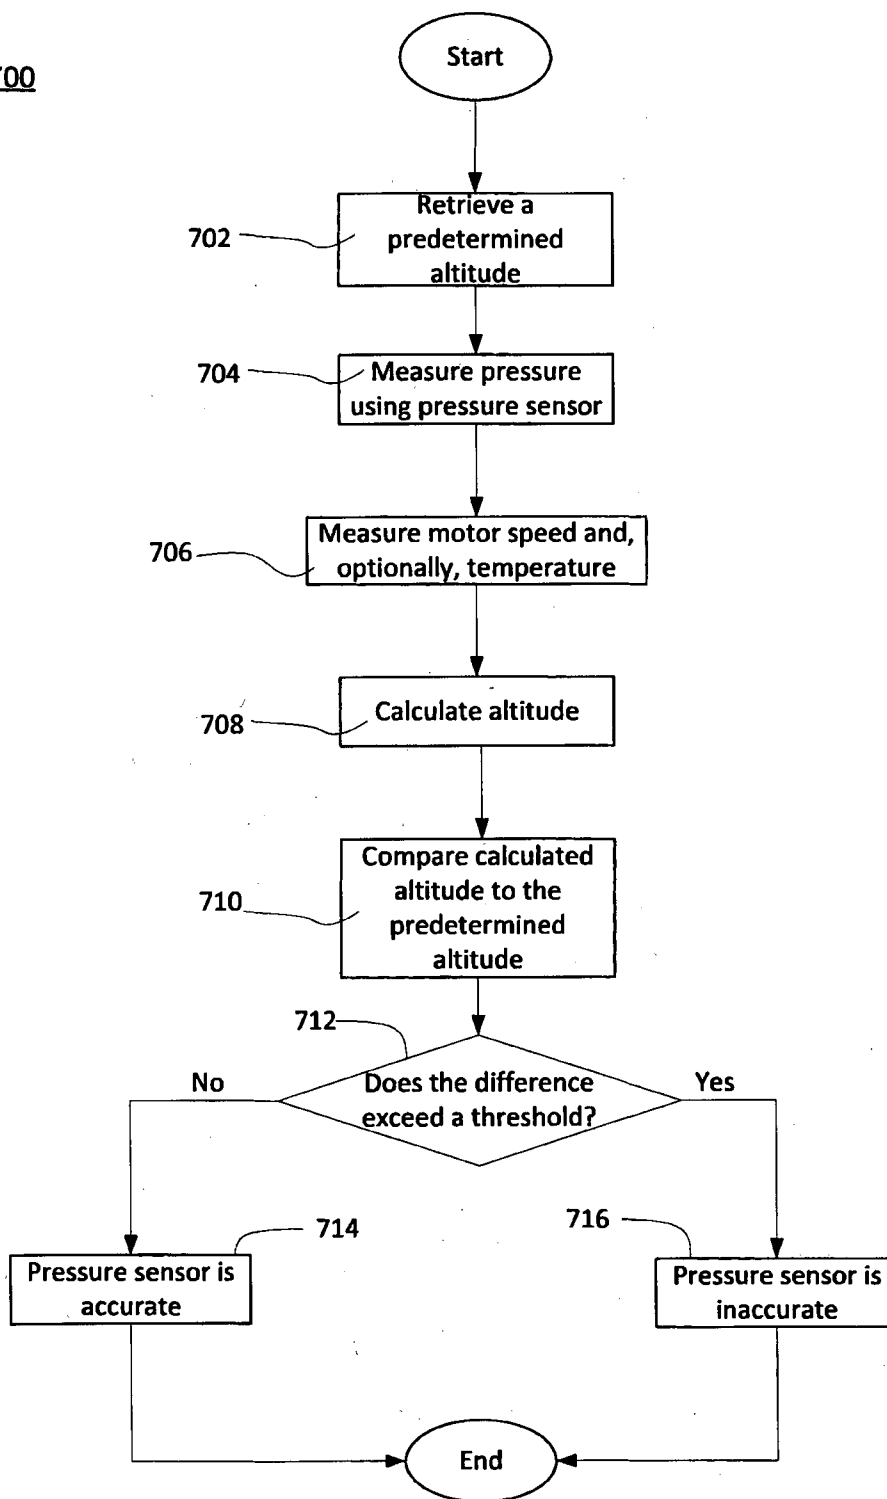 Start
700
Retrieve a
predetermined
altitude
702
704
Measure pressure
using pressure sensor
Measure motor speed and,
optionally, temperature
706
Calculate altitude
708
Compare calculated
altitude to the
predetermined
altitude
710
712
No
Does the difference
exceed a threshold?
Yes
714
716
Pressure sensor is
accurate
Pressure sensor is
inaccurate
End